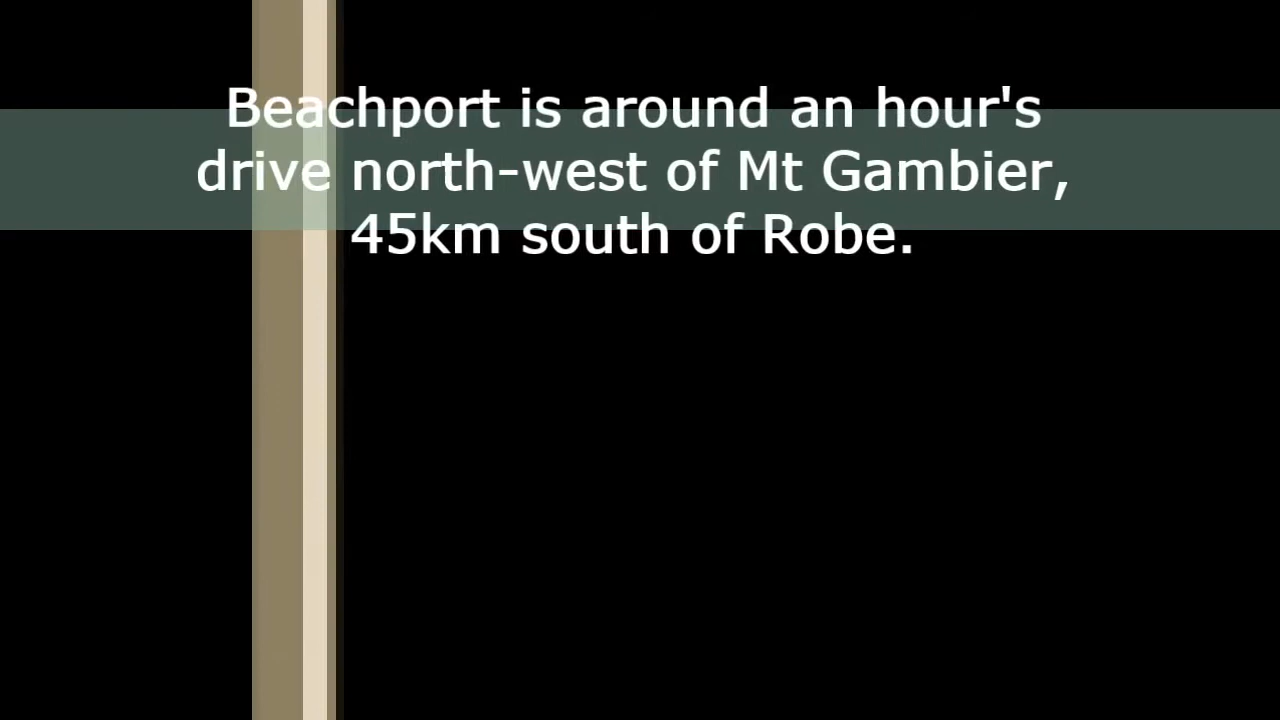 Beachport is around an hour's
drive north-west of Mt Gambier,
45km south of Robe.